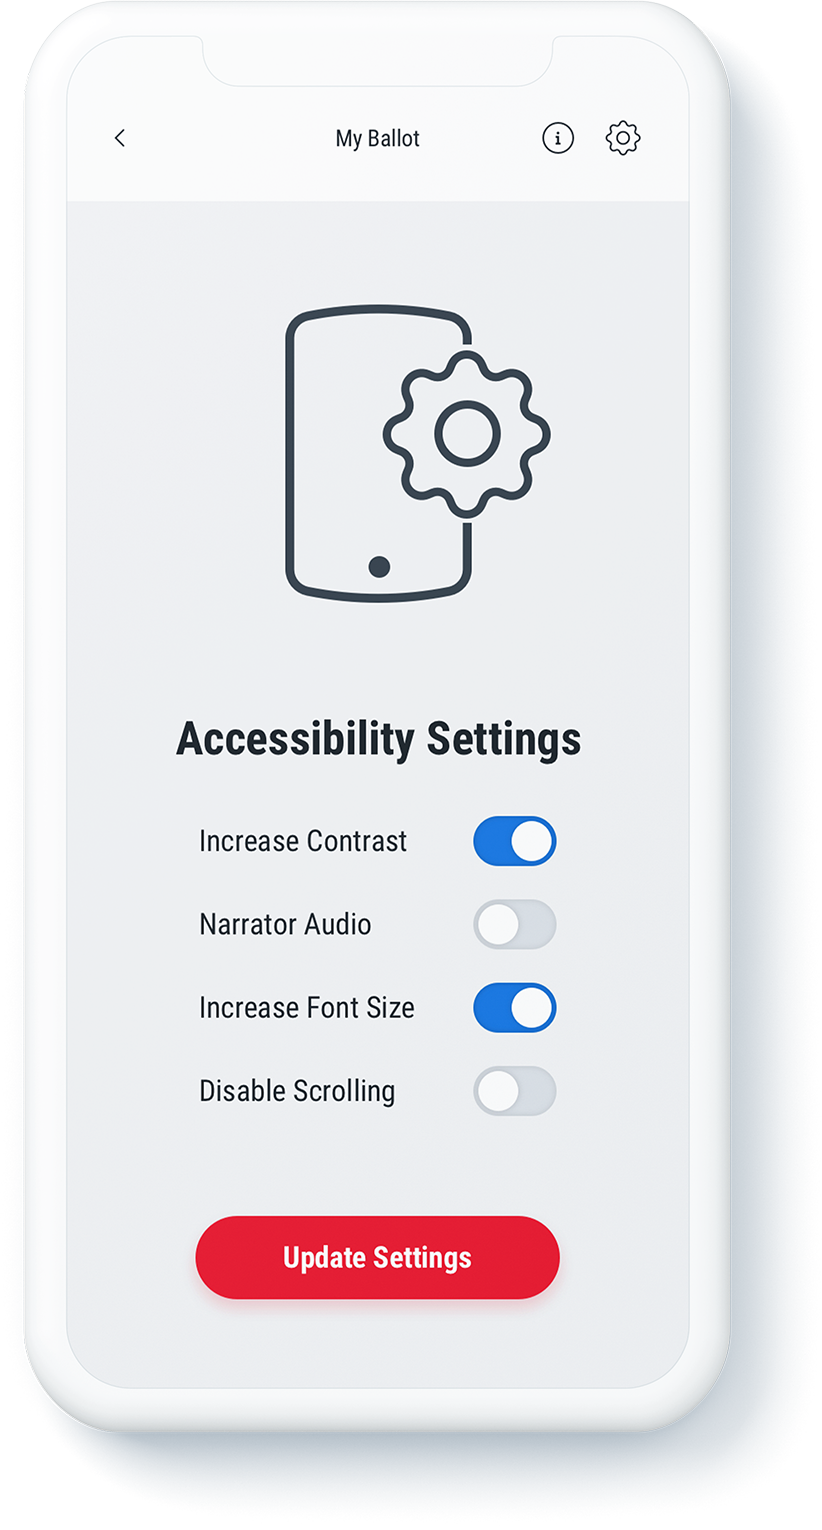 My Ballot
Accessibility Settings
Increase Contrast
Narrator Audio
Increase Font Size
Disable Scrolling
Update Settings